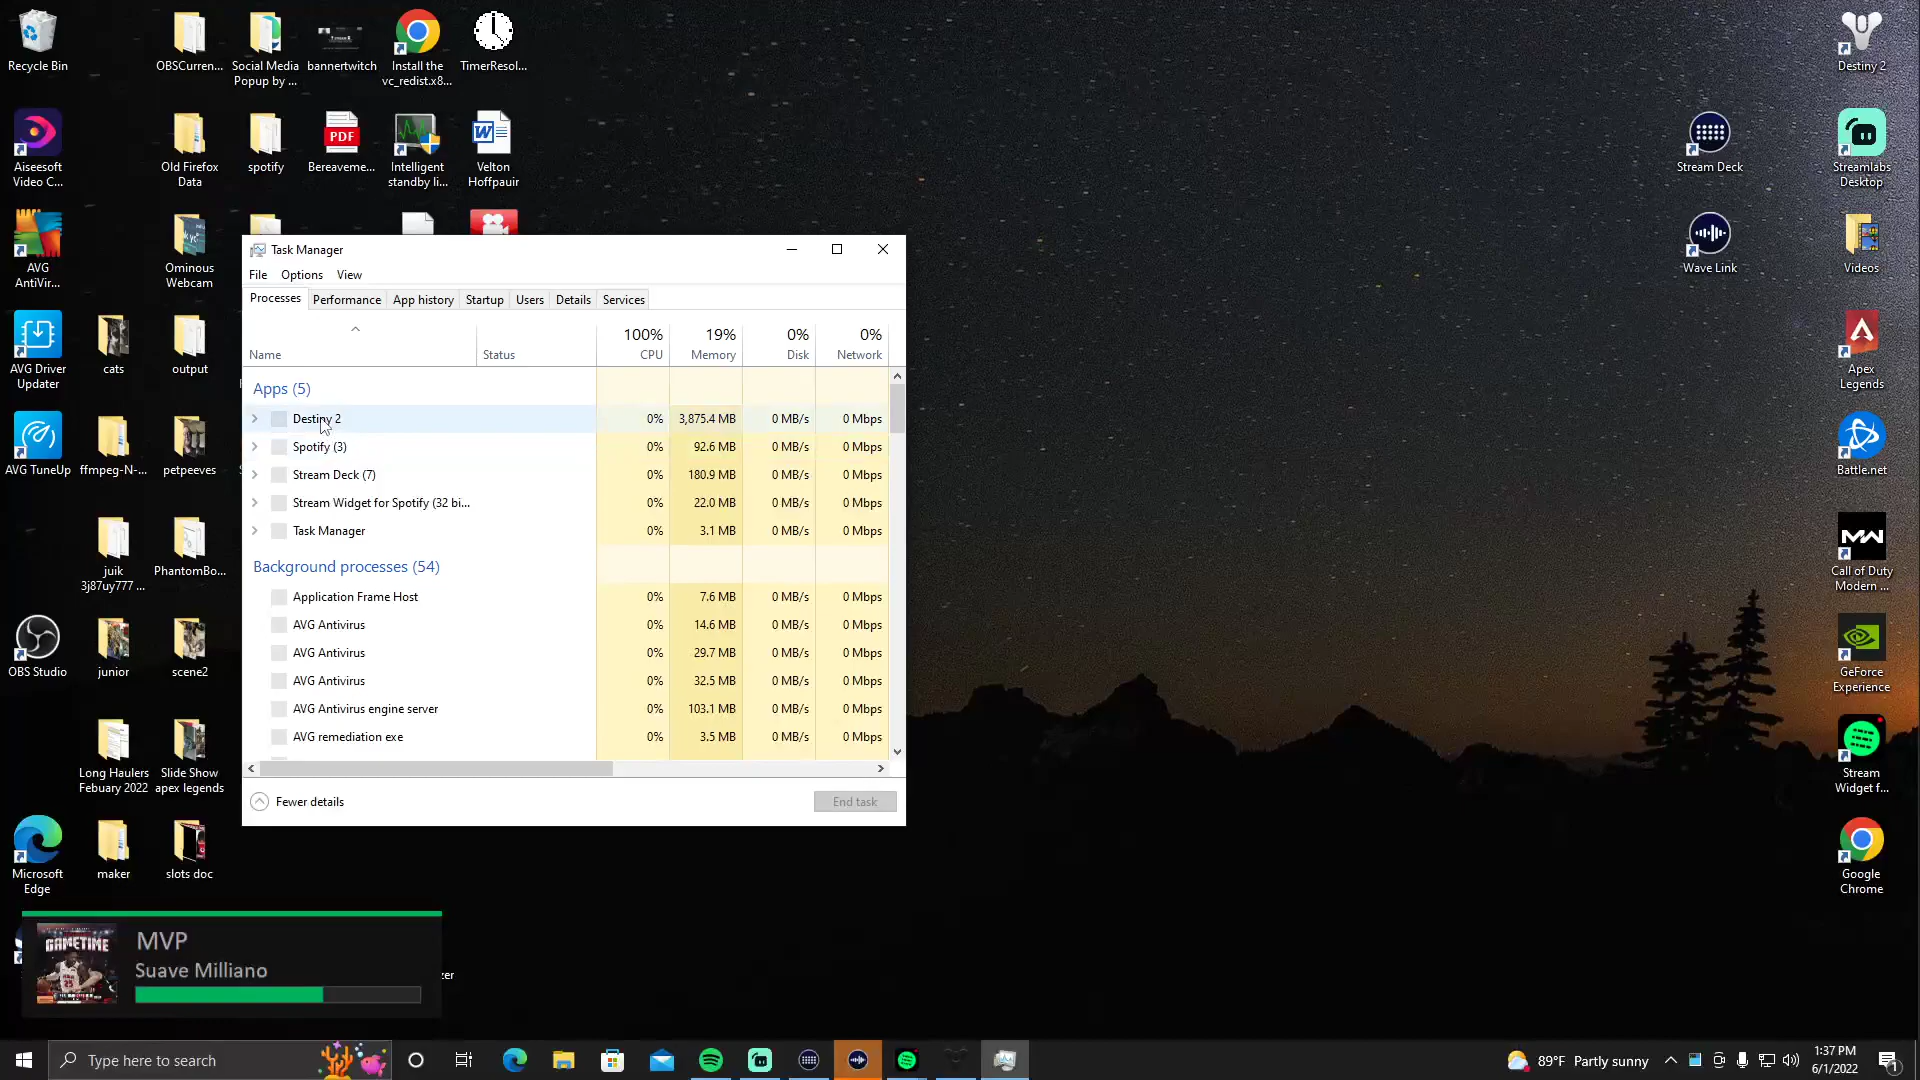 Recycle Bin
OBSCurren...
Social Media
Popup by ...
bannertwitch
Install the
vc_redist.x8...
TimerResol...
Destiny 2
Aiseesoft
Video C...
Old Firefox
Data
spotify
PDF
Bereaveme...
Intelligent
standby li...
Velton
Hoffpauir
Stream Deck
Streamlabs
Desktop
AVG
AntiVir...
Ominous
Webcam
Wave Link
Videos
AVG Driver
Updater
cats
output
Apex
Legends
AVG TuneUp
ffmpeg-N-...
petpeeves
Battle.net
juik
3j87uy777 ...
PhantomBo...
Call of Duty
Modern ...
OBS Studio
junior
scene2
GeForce
Experience
Long Haulers
Febuary 2022
Slide Show
apex legends
Stream
Widget f...
Microsoft
Edge
maker
slots doc
Google
Chrome
Task Manager
File Options View
Processes Performance App history Startup Users Details Services
100% 19% 0% 0%
Name Status CPU Memory Disk Network
Apps (5)
Destiny 2 0% 3,875.4 MB 0 MB/s 0 Mbps
Spotify (3) 0% 92.6 MB 0 MB/s 0 Mbps
Stream Deck (7) 0% 180.9 MB 0 MB/s 0 Mbps
Stream Widget for Spotify (32 bi... 0% 22.0 MB 0 MB/s 0 Mbps
Task Manager 0% 3.1 MB 0 MB/s 0 Mbps
Background processes (54)
Application Frame Host 0% 7.6 MB 0 MB/s 0 Mbps
AVG Antivirus 0% 14.6 MB 0 MB/s 0 Mbps
AVG Antivirus 0% 29.7 MB 0 MB/s 0 Mbps
AVG Antivirus 0% 32.5 MB 0 MB/s 0 Mbps
AVG Antivirus engine server 0% 103.1 MB 0 MB/s 0 Mbps
AVG remediation exe 0% 3.5 MB 0 MB/s 0 Mbps
Fewer details End task
GAMETIME
MVP
Suave Milliano
zer
Type here to search
89°F Partly sunny
1:37 PM
6/1/2022
1